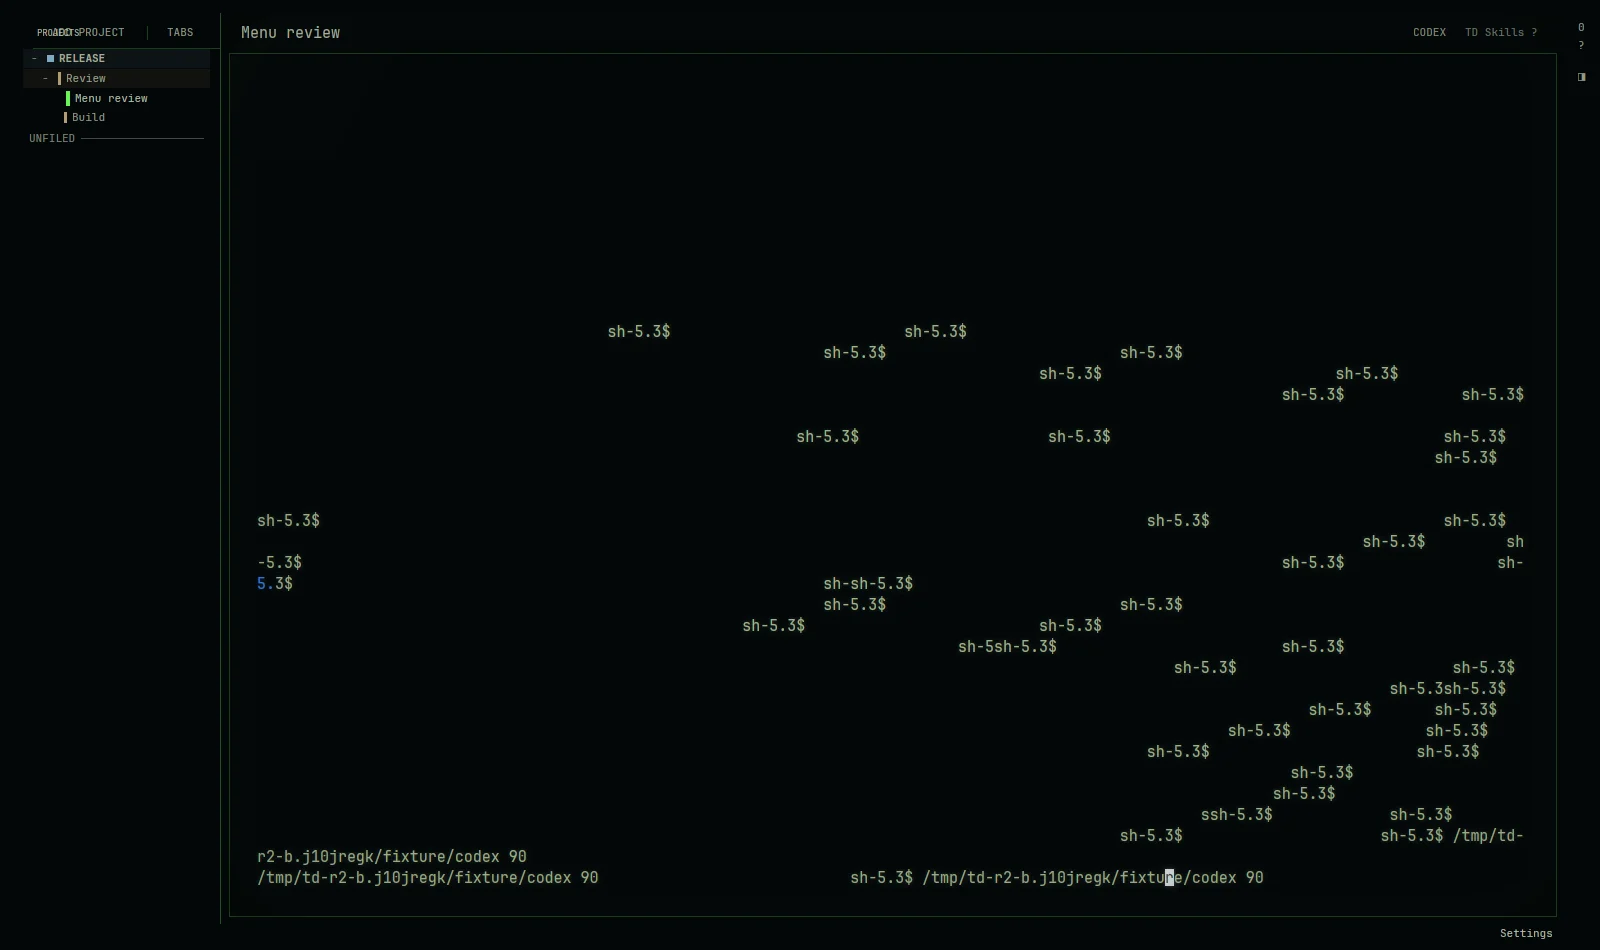 PROJECTS PROJECT TABS
Menu review
CODEX TD Skills ?
0
?
- RELEASE
- Review
Menu review
Build
UNFILED
sh-5.3$ sh-5.3$
sh-5.3$ sh-5.3$
sh-5.3$ sh-5.3$
sh-5.3$ sh-5.3$
sh-5.3$ sh-5.3$ sh-5.3$
sh-5.3$
sh-5.3$ sh-5.3$ sh-5.3$
sh-5.3$ sh
-5.3$ sh-5.3$ sh-
5.3$ sh-sh-5.3$
sh-5.3$ sh-5.3$
sh-5.3$ sh-5.3$
sh-5sh-5.3$ sh-5.3$
sh-5.3$ sh-5.3$
sh-5.3sh-5.3$
sh-5.3$ sh-5.3$
sh-5.3$ sh-5.3$
sh-5.3$ sh-5.3$
sh-5.3$
sh-5.3$
ssh-5.3$ sh-5.3$
sh-5.3$ sh-5.3$ /tmp/td-
r2-b.j10jregk/fixture/codex 90
/tmp/td-r2-b.j10jregk/fixture/codex 90 sh-5.3$ /tmp/td-r2-b.j10jregk/fixture/codex 90
Settings